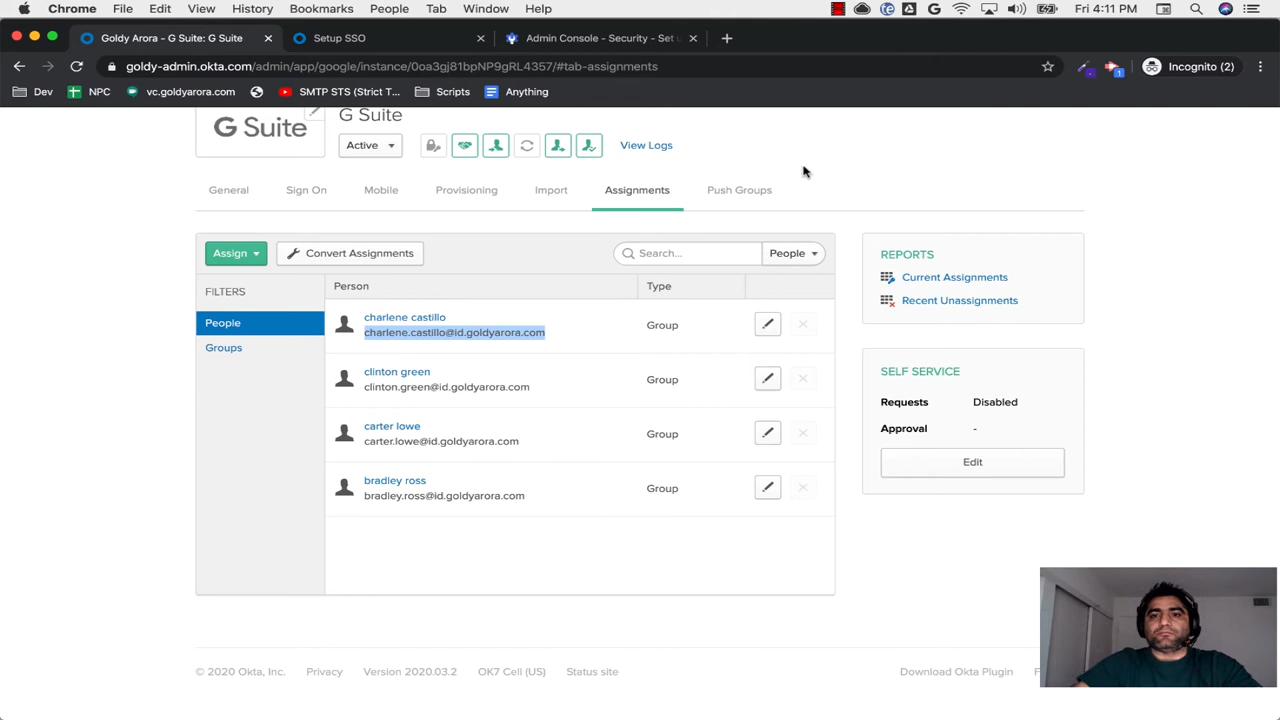 Chrome File Edit View History Bookmarks People Tab Window Help Fri 4:11 PM
Goldy Arora - G Suite: G Suite Setup SSO Admin Console - Security - Set u
goldy-admin.okta.com/admin/app/google/instance/0oa3gj81bpNP9gRL4357/#tab-assignments Incognito (2)
Dev NPC vc.goldyarora.com SMTP STS (Strict T... Scripts Anything
G Suite
G Suite
Active View Logs
General Sign On Mobile Provisioning Import Assignments Push Groups
Assign Convert Assignments Search... People
FILTERS
People
Groups
Person Type
charlene castillo
charlene.castillo@id.goldyarora.com
Group
clinton green
clinton.green@id.goldyarora.com
Group
carter lowe
carter.lowe@id.goldyarora.com
Group
bradley ross
bradley.ross@id.goldyarora.com
Group
REPORTS
Current Assignments
Recent Unassignments
SELF SERVICE
Requests Disabled
Approval -
Edit
© 2020 Okta, Inc. Privacy Version 2020.03.2 OK7 Cell (US) Status site Download Okta Plugin